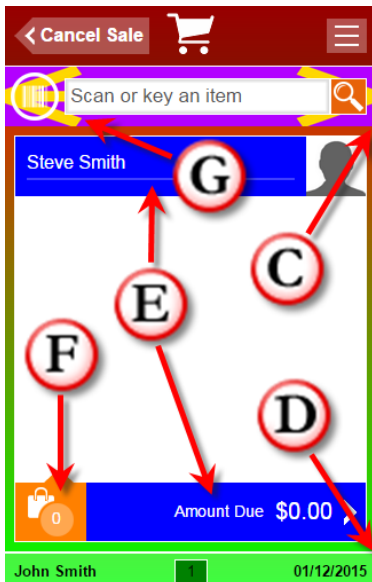 Cancel Sale
Scan or key an item
Steve Smith
G
C
E
F
D
0
Amount Due $0.00
John Smith 1 01/12/2015